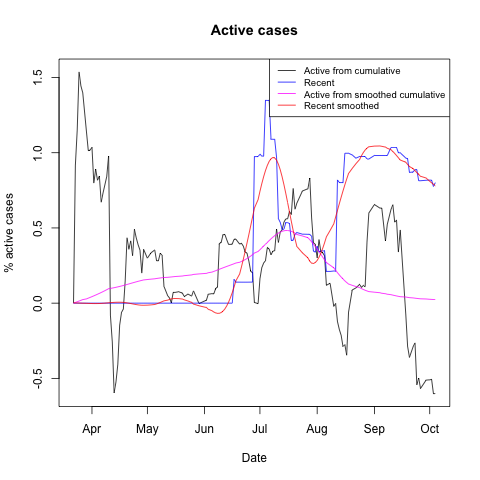 Active cases
Active from cumulative
Recent
Active from smoothed cumulative
Recent smoothed
% active cases
1.5
1.0
0.5
0.0
-0.5
Apr May Jun Jul Aug Sep Oct
Date